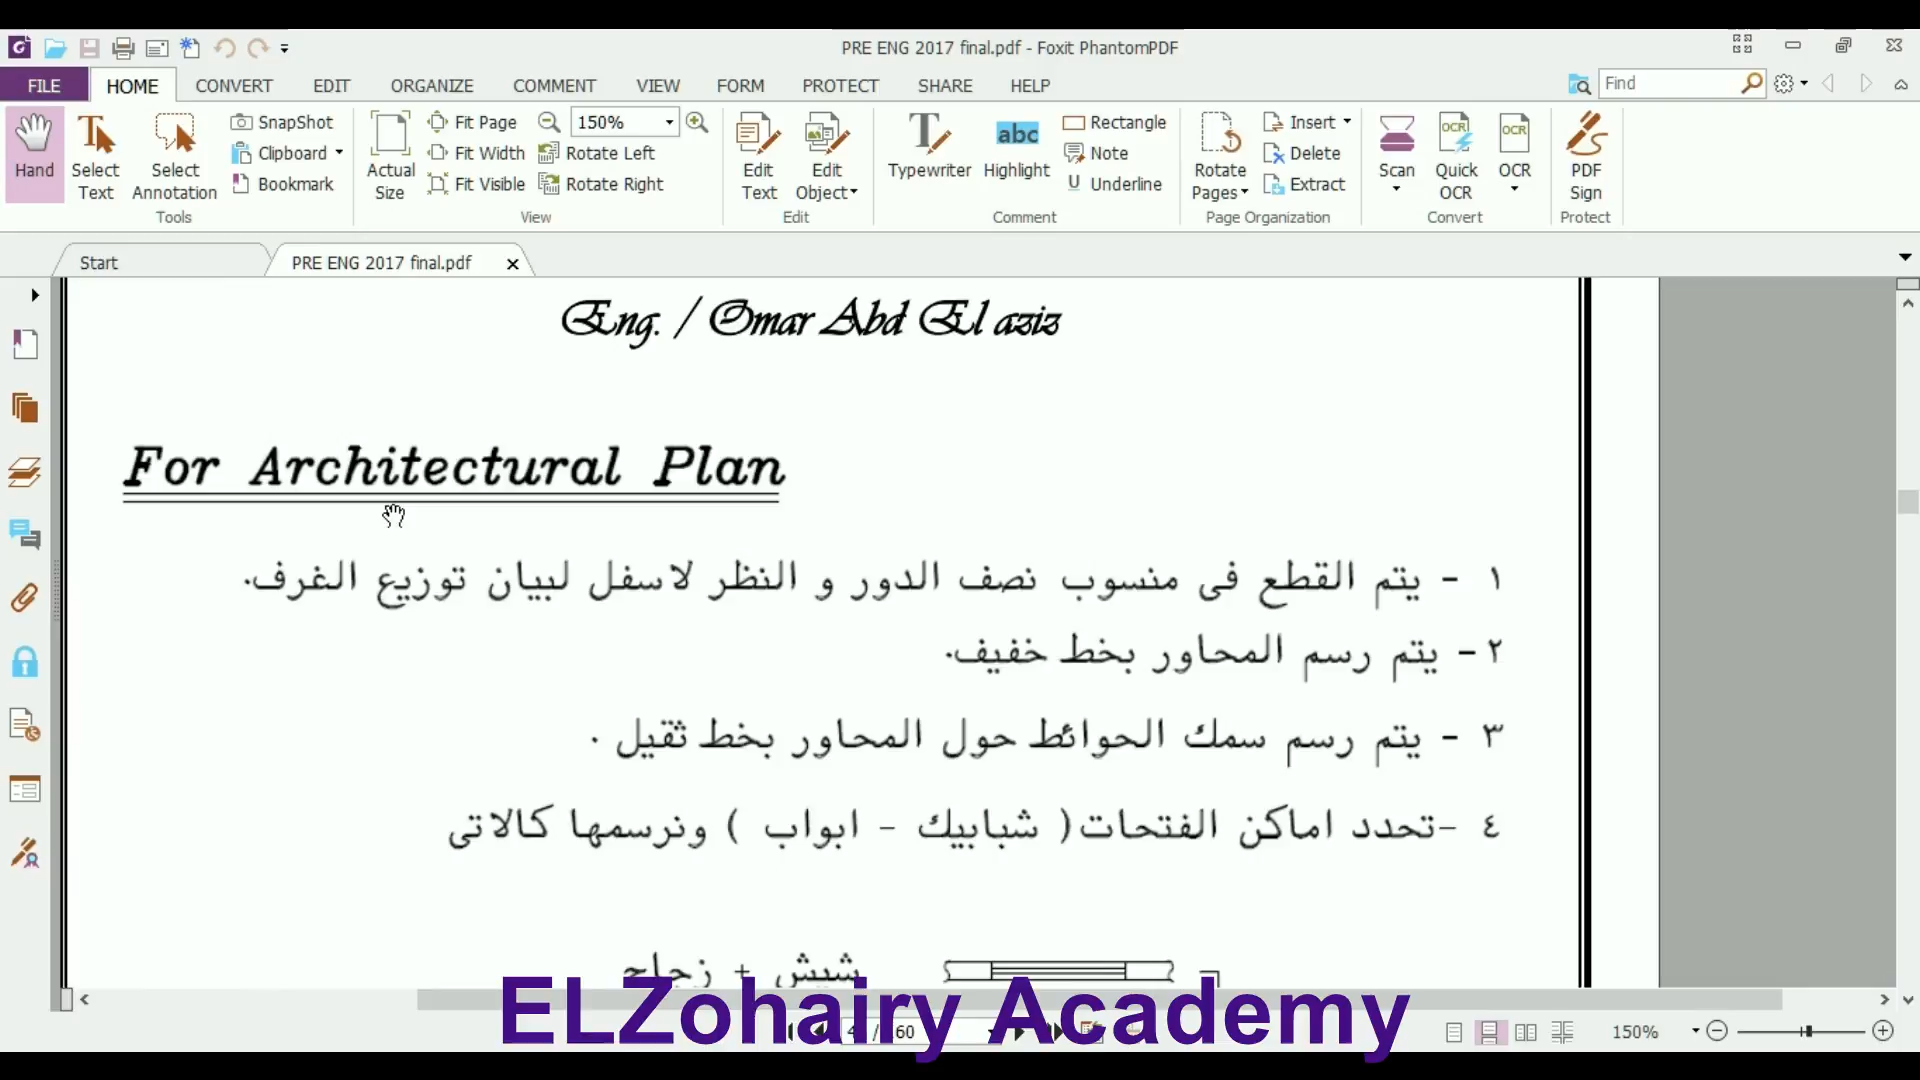 PRE ENG 2017 final.pdf - Foxit PhantomPDF
FILE HOME CONVERT EDIT ORGANIZE COMMENT VIEW FORM PROTECT SHARE HELP Find
Hand
Select Text
Select Annotation
SnapShot
Clipboard
Bookmark
Tools
Actual Size
Fit Page
Fit Width
Fit Visible
150%
Rotate Left
Rotate Right
View
Edit Text
Edit Object
Edit
Typewriter
Highlight
Rectangle
Note
Underline
Comment
Rotate Pages
Insert
Delete
Extract
Page Organization
Scan
Quick OCR
OCR
Convert
PDF Sign
Protect
Start
PRE ENG 2017 final.pdf
Eng. / Omar Abd El aziz
For Architectural Plan
١ - يتم القطع فى منسوب نصف الدور و النظر لاسفل لبيان توزيع الغرف.
٢ - يتم رسم المحاور بخط خفيف.
٣ - يتم رسم سمك الحوائط حول المحاور بخط ثقيل .
٤ -تحدد اماكن الفتحات( شبابيك - ابواب ) ونرسمها كالاتى
شيش + زجاج
ELZohairy Academy
/ 60
150%